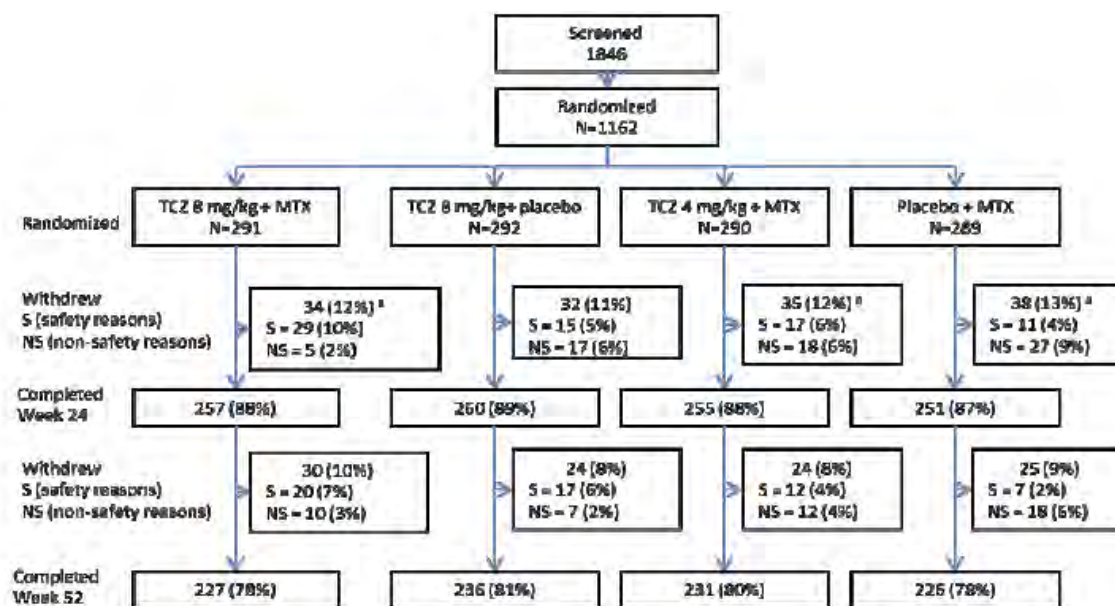 Screened
1846
Randomized
N=1162
Randomized
TCZ 8 mg/kg+ MTX
N=291
TCZ 8 mg/kg+ placebo
N=292
TCZ 4 mg/kg + MTX
N=290
Placebo + MTX
N=289
Withdrew
S (safety reasons)
NS (non-safety reasons)
34 (12%) a
S = 29 (10%)
NS = 5 (2%)
32 (11%)
S = 15 (5%)
NS = 17 (6%)
35 (12%) a
S = 17 (6%)
NS = 18 (6%)
38 (13%) a
S = 11 (4%)
NS = 27 (9%)
Completed
Week 24
257 (88%)
260 (89%)
255 (88%)
251 (87%)
Withdrew
S (safety reasons)
NS (non-safety reasons)
30 (10%)
S = 20 (7%)
NS = 10 (3%)
24 (8%)
S = 17 (6%)
NS = 7 (2%)
24 (8%)
S = 12 (4%)
NS = 12 (4%)
25 (9%)
S = 7 (2%)
NS = 18 (6%)
Completed
Week 52
227 (78%)
236 (81%)
231 (80%)
(78%)